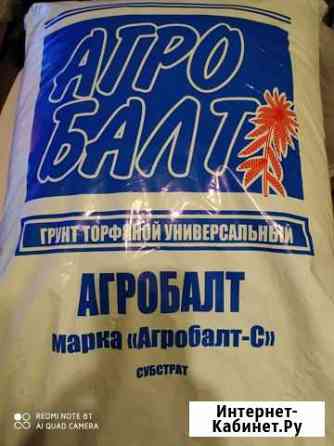 АГРО
БАЛТ
ГРУНТ ТОРФЯНОЙ УНИВЕРСАЛЬНЫЙ
АГРОБАЛТ
марка «Агробалт-С»
СУБСТРАТ
REDMI NOTE 8T
AI QUAD CAMERA
Интернет-
Кабинет.Ру